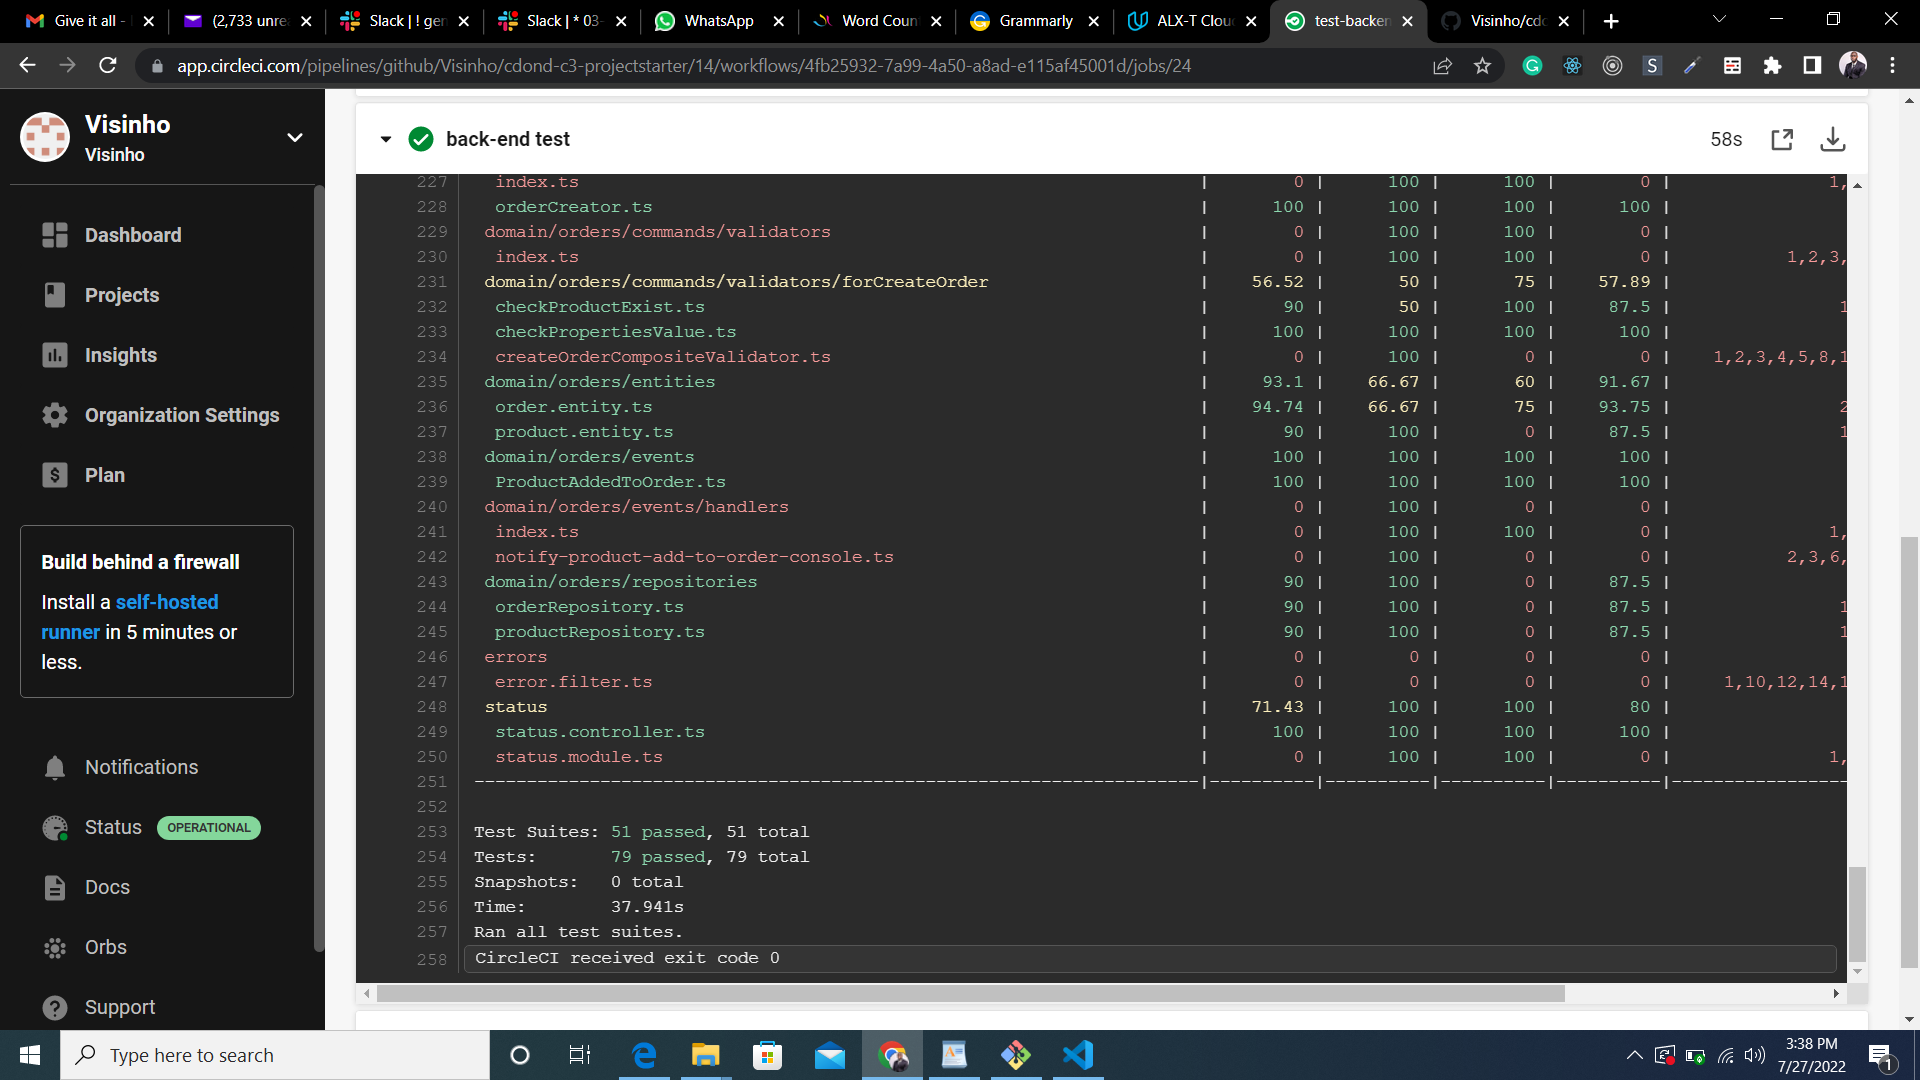 Give it all -
(2,733 unre
Slack | ! gen
Slack | * 03-
WhatsApp
Word Coun
Grammarly
ALX-T Clou
test-backen
Visinho/cdo
app.circleci.com/pipelines/github/Visinho/cdond-c3-projectstarter/14/workflows/4fb25932-7a99-4a50-a8ad-e115af45001d/jobs/24
Visinho
Visinho
Dashboard
Projects
Insights
Organization Settings
Plan
Build behind a firewall
Install a self-hosted
runner in 5 minutes or
less.
Notifications
Status OPERATIONAL
Docs
Orbs
Support
back-end test 58s
227 index.ts | 0 | 100 | 100 | 0 | 1,
228 orderCreator.ts | 100 | 100 | 100 | 100 |
229 domain/orders/commands/validators | 0 | 100 | 100 | 0 |
230 index.ts | 0 | 100 | 100 | 0 | 1,2,3,
231 domain/orders/commands/validators/forCreateOrder | 56.52 | 50 | 75 | 57.89 |
232 checkProductExist.ts | 90 | 50 | 100 | 87.5 | 1
233 checkPropertiesValue.ts | 100 | 100 | 100 | 100 |
234 createOrderCompositeValidator.ts | 0 | 100 | 0 | 0 | 1,2,3,4,5,8,1
235 domain/orders/entities | 93.1 | 66.67 | 60 | 91.67 |
236 order.entity.ts | 94.74 | 66.67 | 75 | 93.75 | 2
237 product.entity.ts | 90 | 100 | 0 | 87.5 | 1
238 domain/orders/events | 100 | 100 | 100 | 100 |
239 ProductAddedToOrder.ts | 100 | 100 | 100 | 100 |
240 domain/orders/events/handlers | 0 | 100 | 0 | 0 |
241 index.ts | 0 | 100 | 100 | 0 | 1,
242 notify-product-add-to-order-console.ts | 0 | 100 | 0 | 0 | 2,3,6,
243 domain/orders/repositories | 90 | 100 | 0 | 87.5 |
244 orderRepository.ts | 90 | 100 | 0 | 87.5 | 1
245 productRepository.ts | 90 | 100 | 0 | 87.5 | 1
246 errors | 0 | 0 | 0 | 0 |
247 error.filter.ts | 0 | 0 | 0 | 0 | 1,10,12,14,1
248 status | 71.43 | 100 | 100 | 80 |
249 status.controller.ts | 100 | 100 | 100 | 100 |
250 status.module.ts | 0 | 100 | 100 | 0 | 1,
251 ---------------------------------------------------------------------|----------|----------|----------|----------|-----------------
252
253 Test Suites: 51 passed, 51 total
254 Tests: 79 passed, 79 total
255 Snapshots: 0 total
256 Time: 37.941s
257 Ran all test suites.
258 CircleCI received exit code 0
Type here to search
3:38 PM
7/27/2022
1